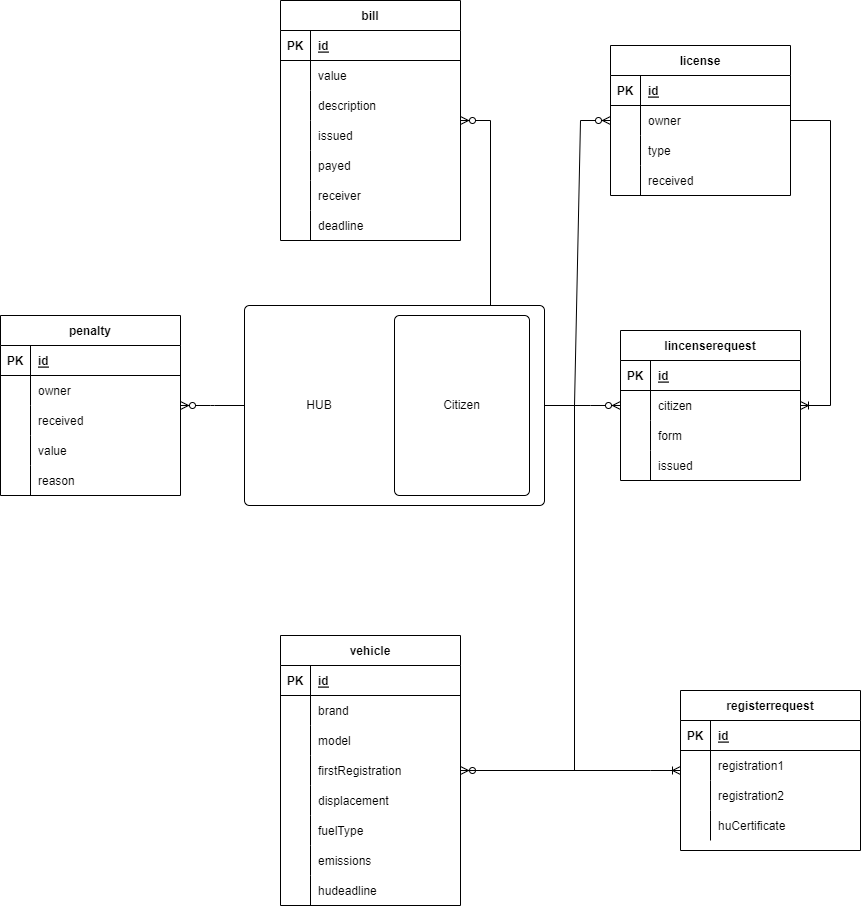 bill
PK id
value
description
issued
payed
receiver
deadline
license
PK id
owner
type
received
penalty
PK id
owner
received
value
reason
HUB
Citizen
lincenserequest
PK id
citizen
form
issued
vehicle
PK id
brand
model
firstRegistration
displacement
fuelType
emissions
hudeadline
registerrequest
PK id
registration1
registration2
huCertificate